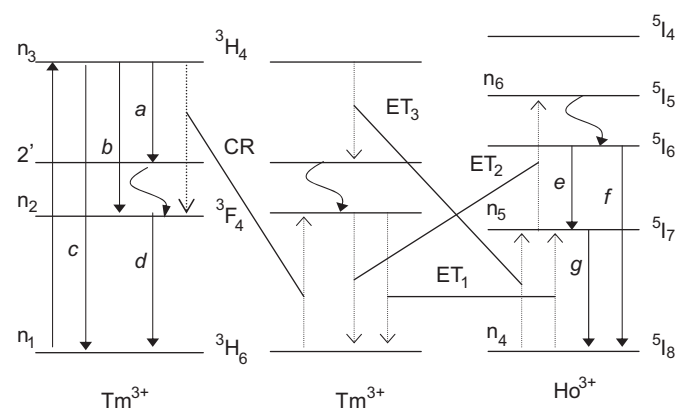 n3 ³H4 ⁵I4
n6 ⁵I5
a ET3
b CR ⁵I6
2' ET2
e f
n2 ³F4 n5 ⁵I7
c d ET1 g
n4
n1 ³H6 ⁵I8
Tm³⁺ Tm³⁺ Ho³⁺